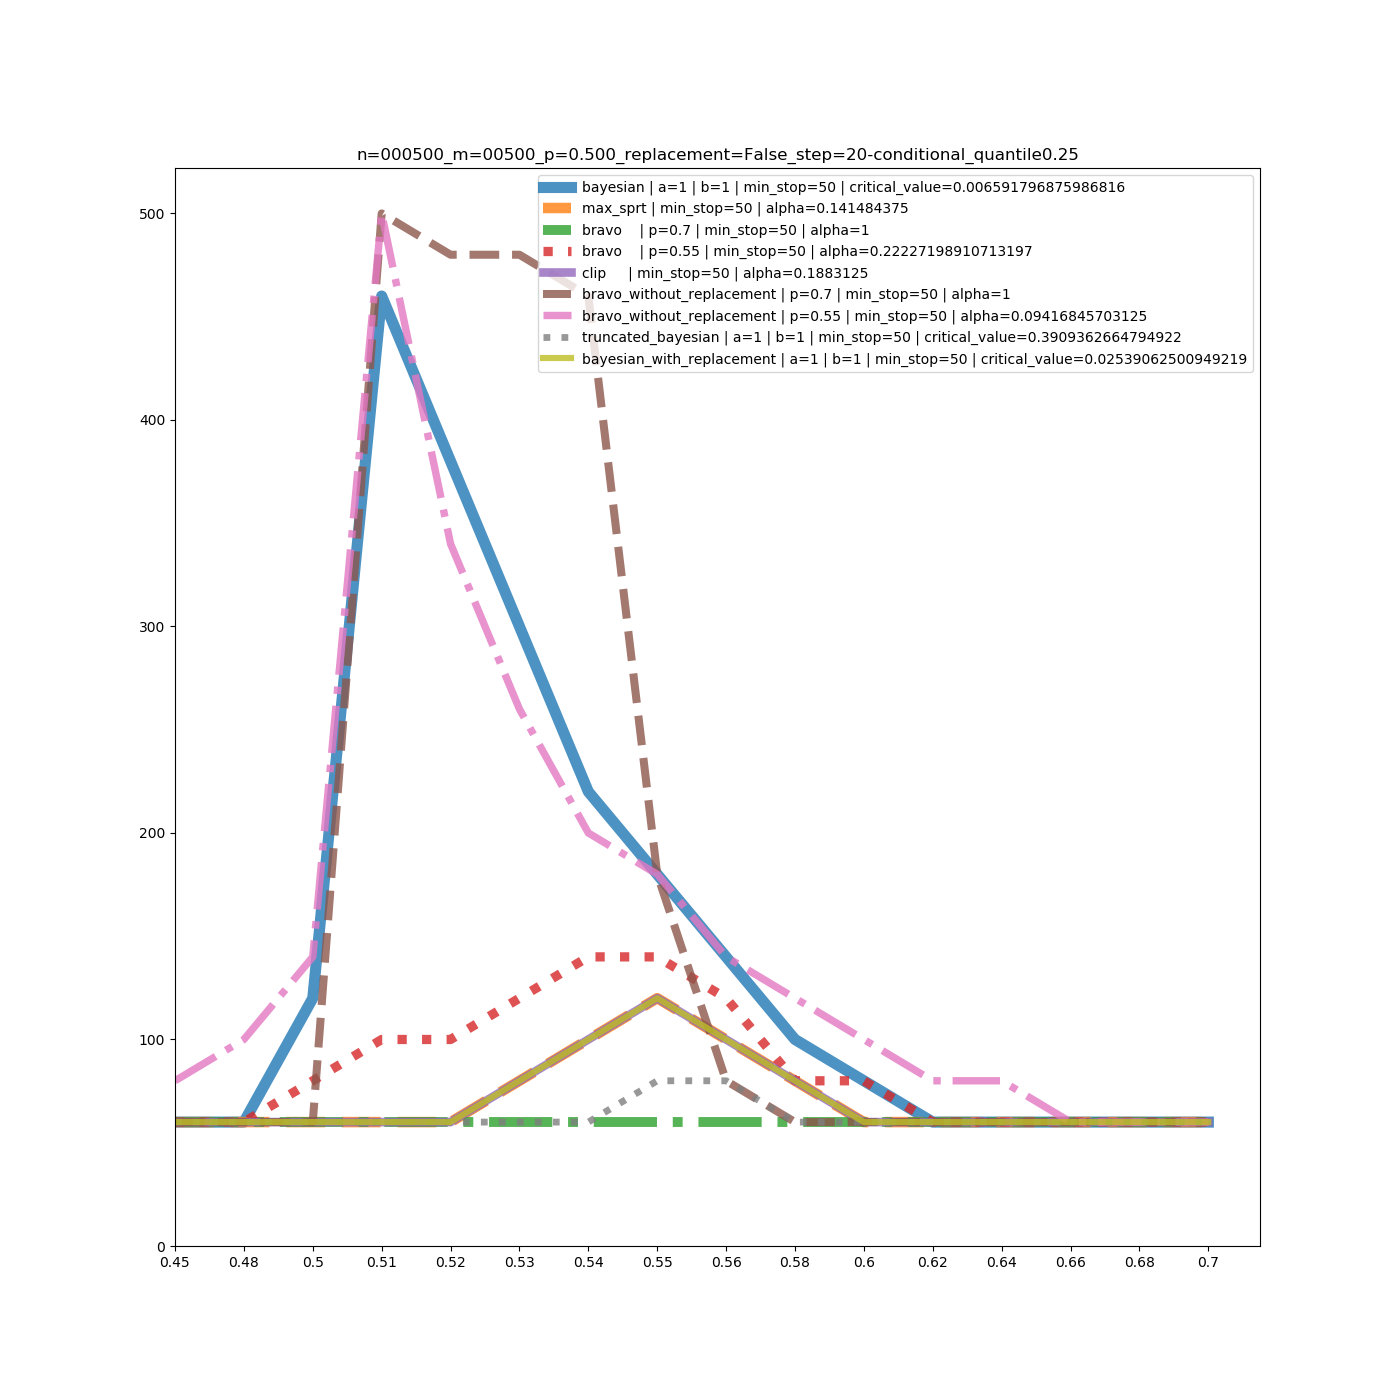 n=000500_m=00500_p=0.500_replacement=False_step=20-conditional_quantile0.25
bayesian | a=1 | b=1 | min_stop=50 | critical_value=0.006591796875986816
max_sprt | min_stop=50 | alpha=0.141484375
bravo    | p=0.7 | min_stop=50 | alpha=1
bravo    | p=0.55 | min_stop=50 | alpha=0.22227198910713197
clip     | min_stop=50 | alpha=0.1883125
bravo_without_replacement | p=0.7 | min_stop=50 | alpha=1
bravo_without_replacement | p=0.55 | min_stop=50 | alpha=0.09416845703125
truncated_bayesian | a=1 | b=1 | min_stop=50 | critical_value=0.3909362664794922
bayesian_with_replacement | a=1 | b=1 | min_stop=50 | critical_value=0.02539062500949219
500
400
300
200
100
0
0.45 0.48 0.5 0.51 0.52 0.53 0.54 0.55 0.56 0.58 0.6 0.62 0.64 0.66 0.68 0.7